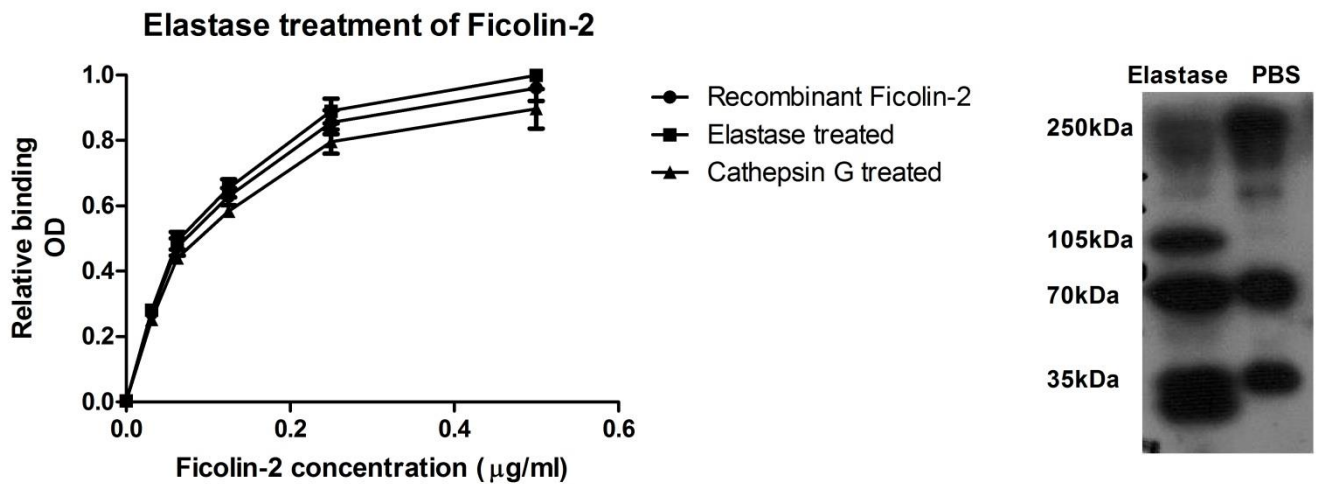 Elastase treatment of Ficolin-2
1.0
0.8
0.6
0.4
0.2
0.0
Relative binding
OD
0.0 0.2 0.4 0.6
Ficolin-2 concentration ( μg/ml)
Recombinant Ficolin-2
Elastase treated
Cathepsin G treated
Elastase PBS
250kDa
105kDa
70kDa
35kDa